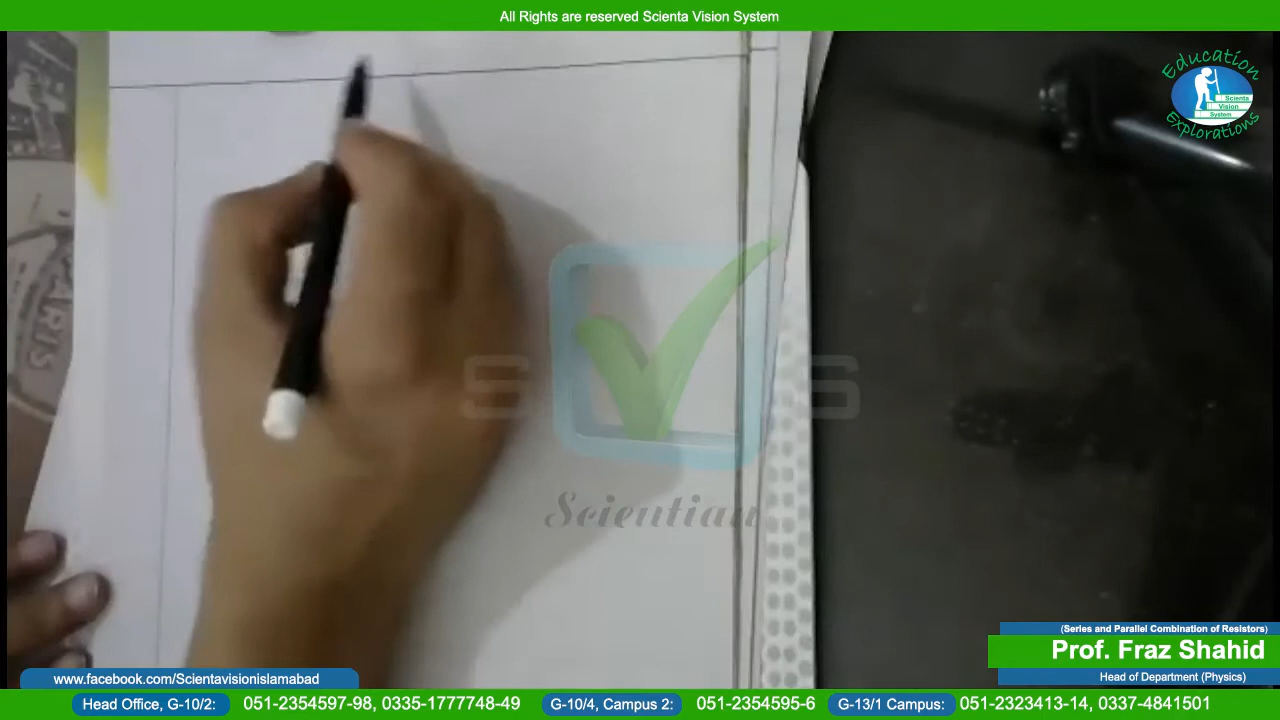 All Rights are reserved Scienta Vision System
Education
Scienta
Vision
System
Explorations
S S
Scientian
(Series and Parallel Combination of Resistors)
Prof. Fraz Shahid
Head of Department (Physics)
www.facebook.com/Scientavisionislamabad
Head Office, G-10/2: 051-2354597-98, 0335-1777748-49 G-10/4, Campus 2: 051-2354595-6 G-13/1 Campus: 051-2323413-14, 0337-4841501